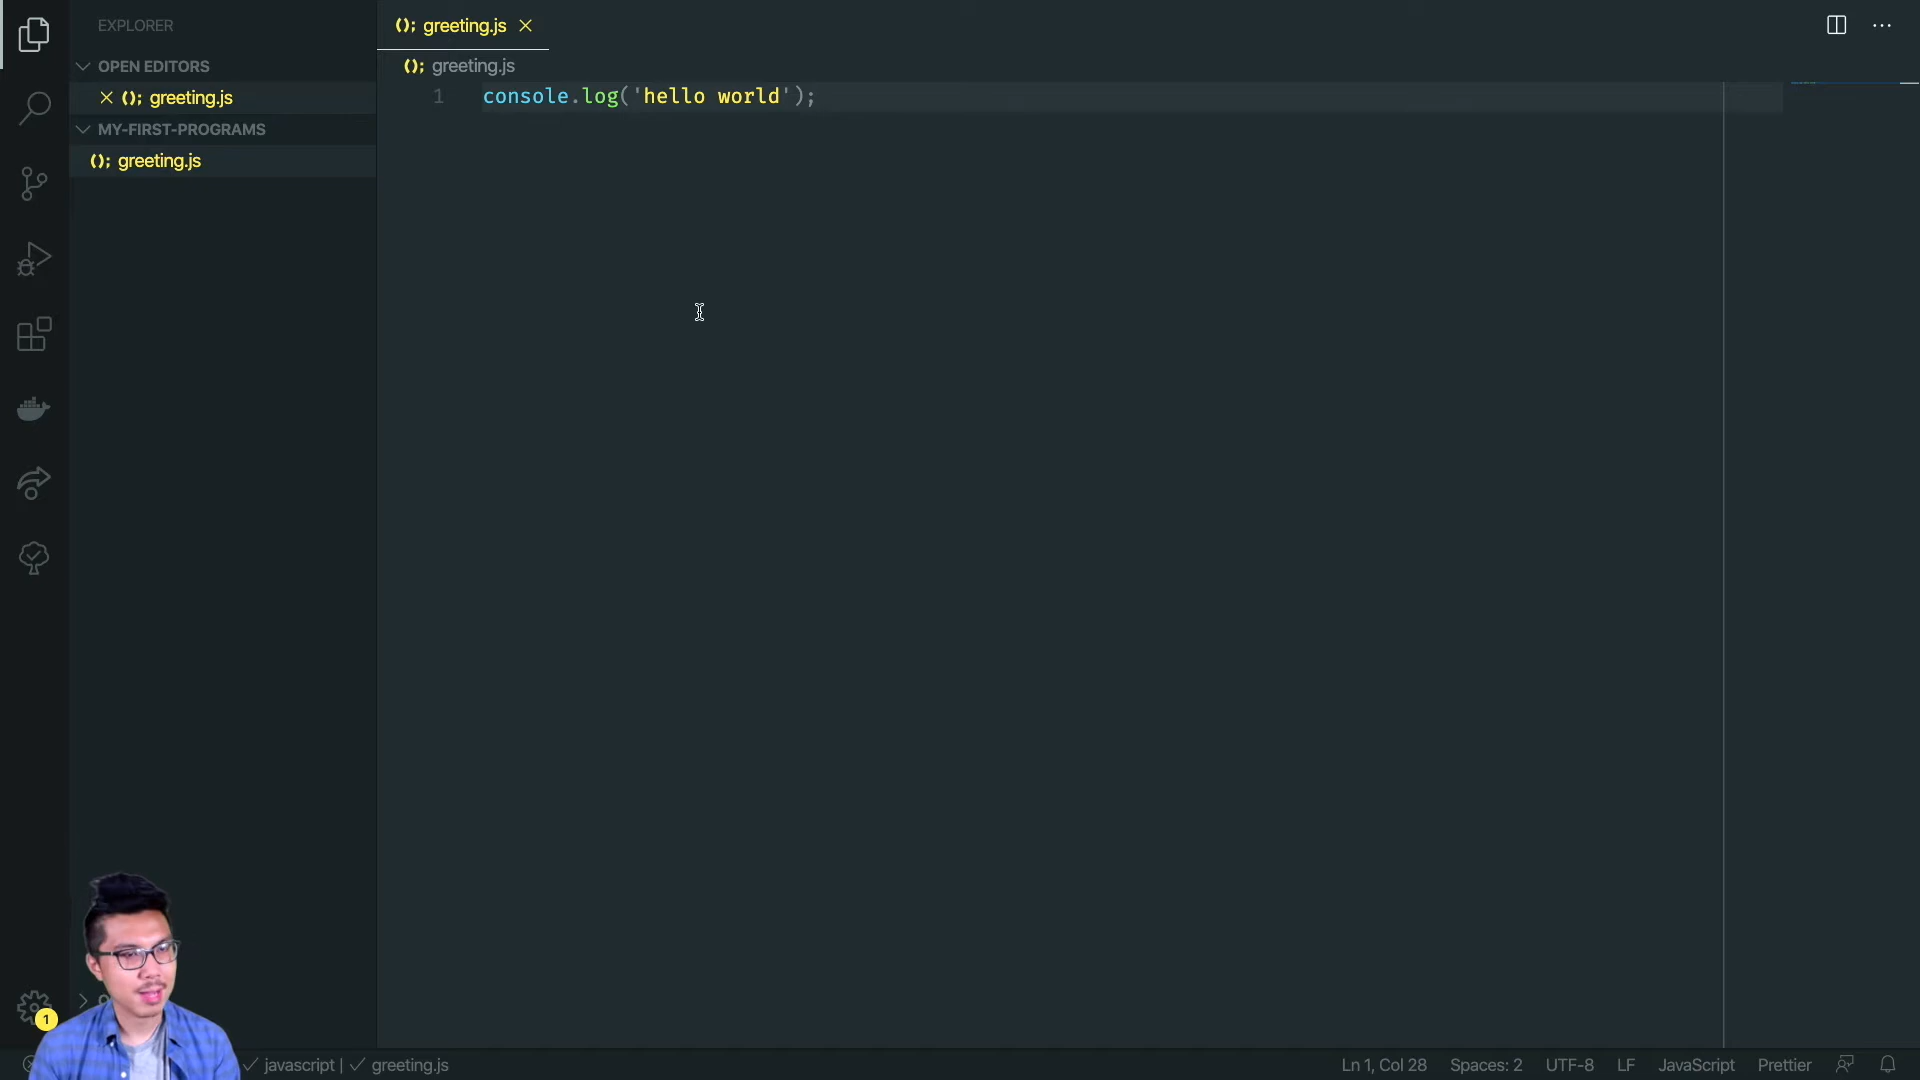 EXPLORER
OPEN EDITORS
(); greeting.js
MY-FIRST-PROGRAMS
(); greeting.js
(); greeting.js
(); greeting.js
1 console.log('hello world');
1
javascript | greeting.js
Ln 1, Col 28 Spaces: 2 UTF-8 LF JavaScript Prettier